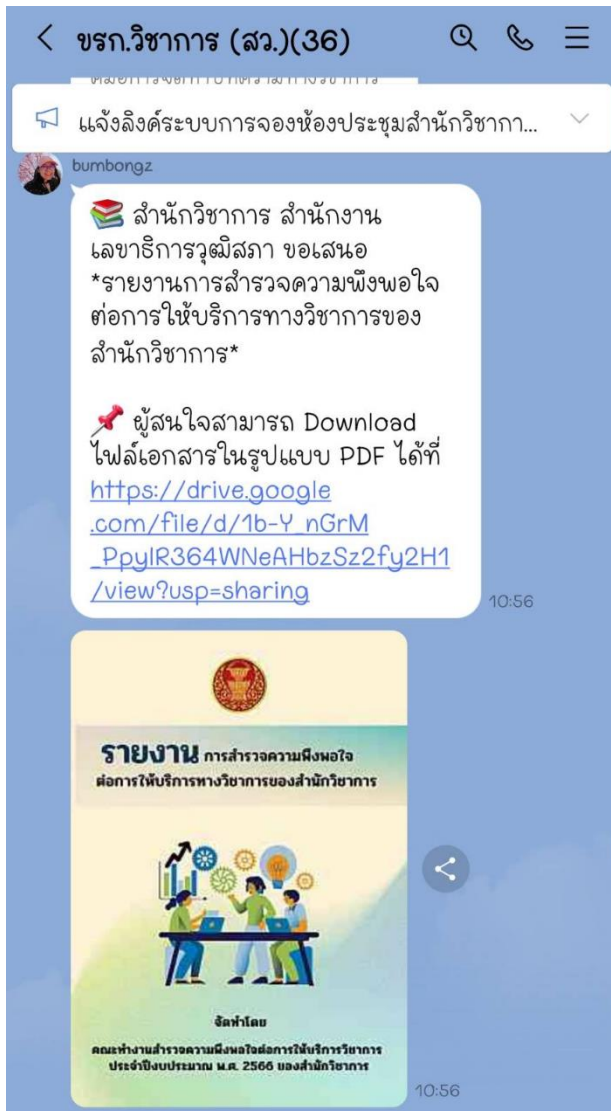 ขรก.วิชาการ (สว.)(36)
แจ้งลิงค์ระบบการจองห้องประชุมสำนักวิชากา...
bumbongz
📚 สำนักวิชาการ สำนักงาน
เลขาธิการวุฒิสภา ขอเสนอ
*รายงานการสำรวจความพึงพอใจ
ต่อการให้บริการทางวิชาการของ
สำนักวิชาการ*
📌 ผู้สนใจสามารถ Download
ไฟล์เอกสารในรูปแบบ PDF ได้ที่
https://drive.google
.com/file/d/1b-Y_nGrM
_PpylR364WNeAHbzSz2fy2H1
/view?usp=sharing
10:56
รายงาน การสำรวจความพึงพอใจ
ต่อการให้บริการทางวิชาการของสำนักวิชาการ
จัดทำโดย
คณะทำงานสำรวจความพึงพอใจต่อการให้บริการวิชาการ
ประจำปีงบประมาณ พ.ศ. 2566 ของสำนักวิชาการ
10:56